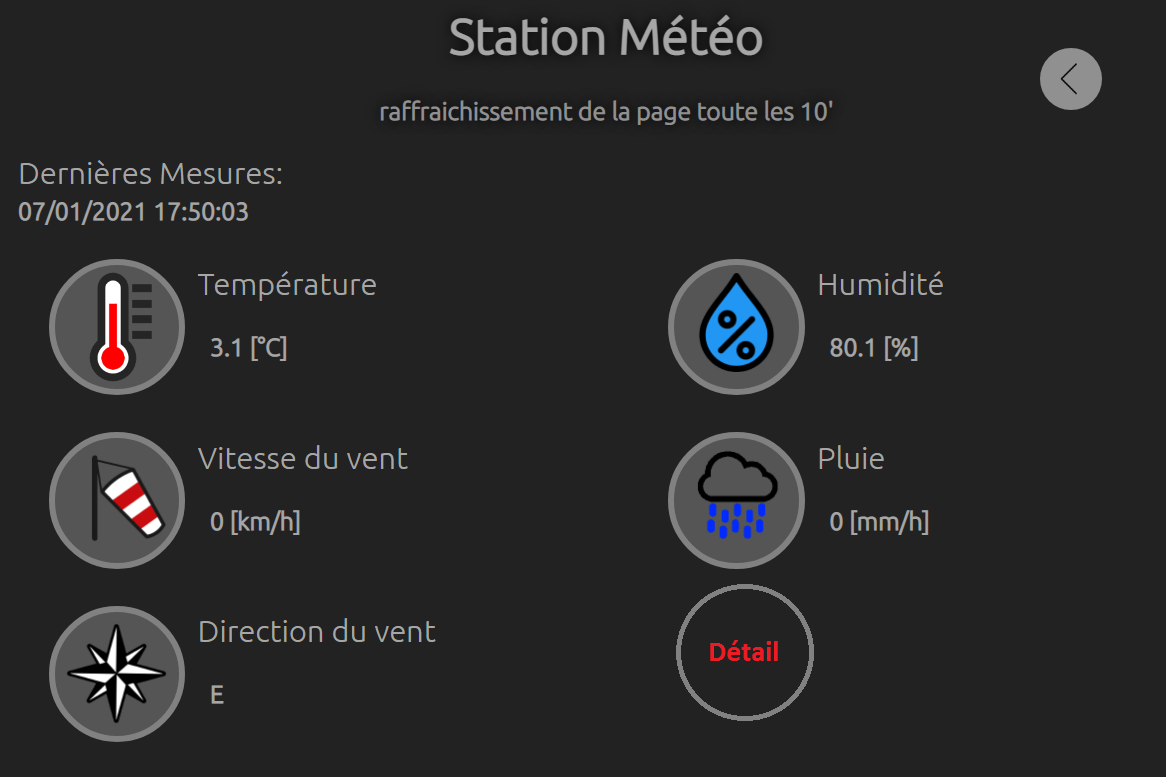 Station Météo
raffraichissement de la page toute les 10'
Dernières Mesures:
07/01/2021 17:50:03
Température
3.1 [°C]
Humidité
80.1 [%]
Vitesse du vent
0 [km/h]
Pluie
0 [mm/h]
Direction du vent
E
Détail